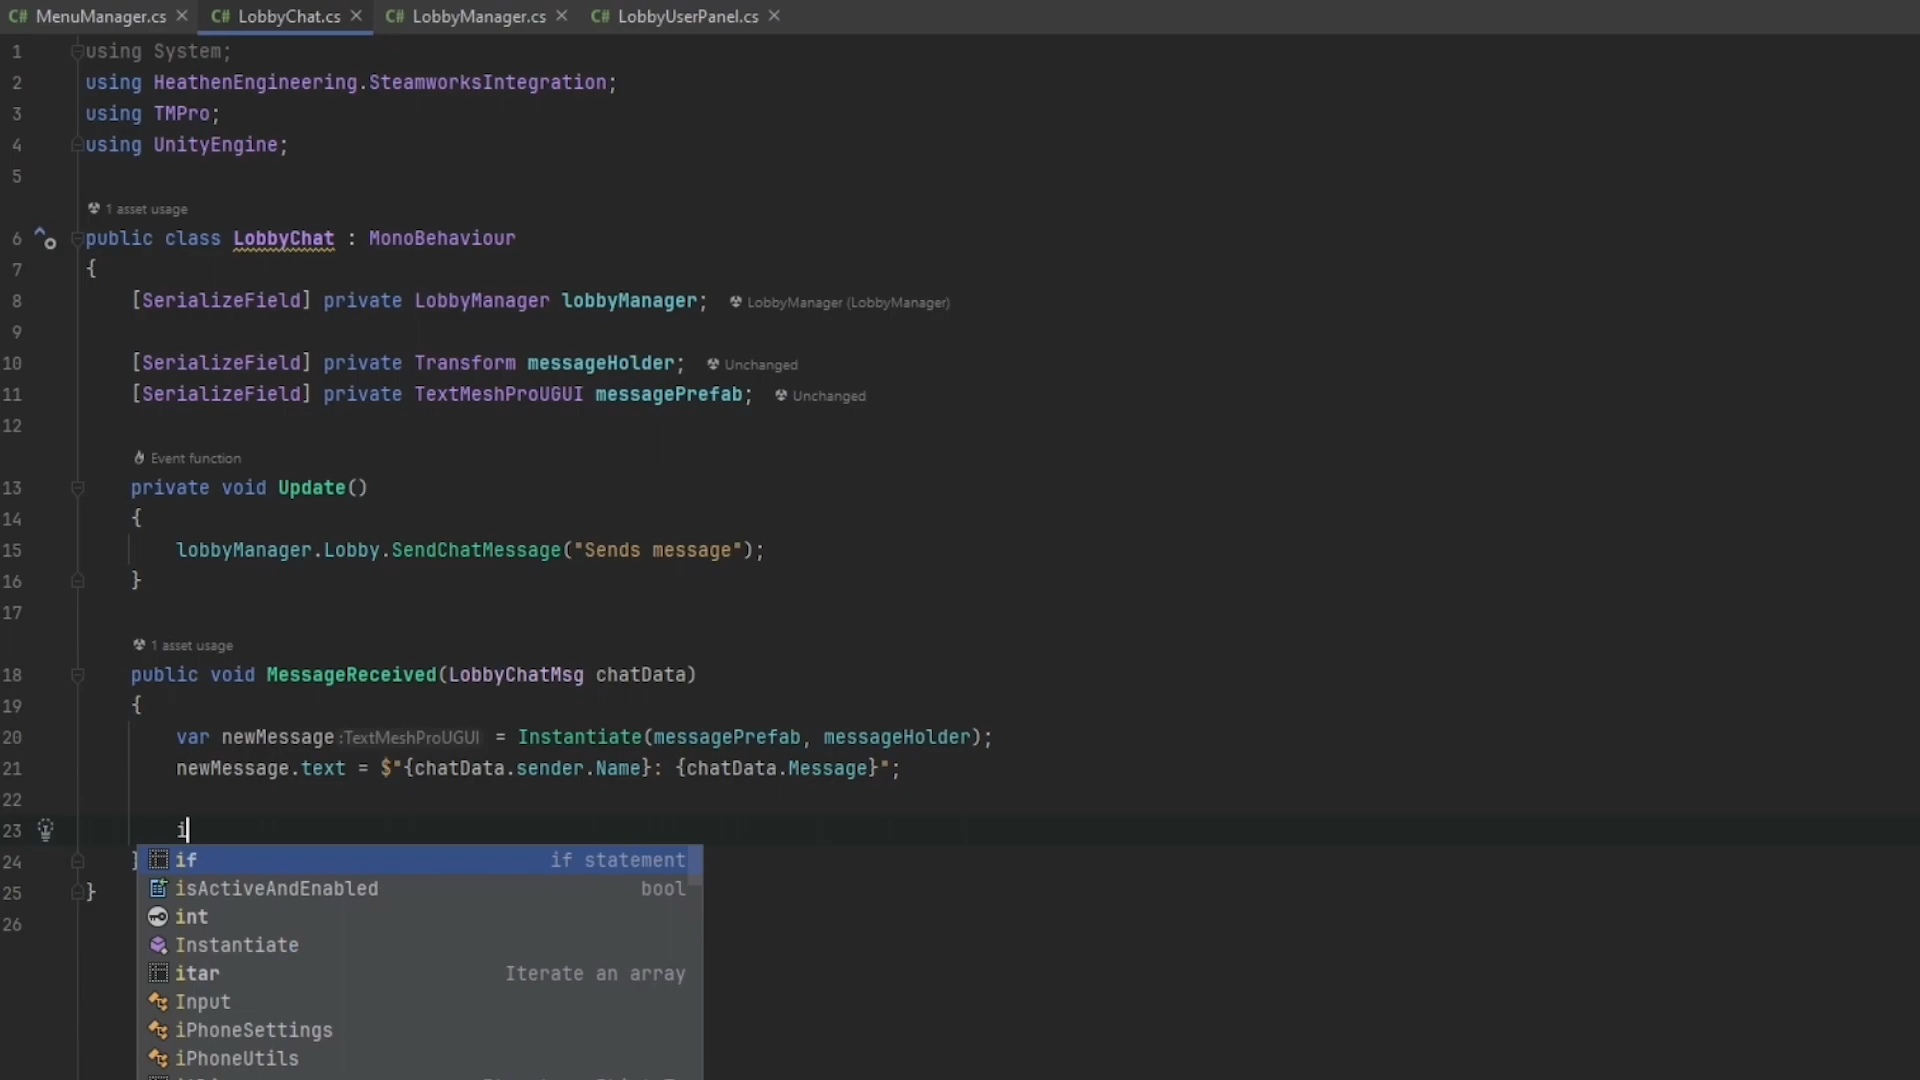 C# MenuManager.cs × C# LobbyChat.cs × C# LobbyManager.cs × C# LobbyUserPanel.cs ×
1 using System;
2 using HeathenEngineering.SteamworksIntegration;
3 using TMPro;
4 using UnityEngine;
5
1 asset usage
6 public class LobbyChat : MonoBehaviour
7 {
8 [SerializeField] private LobbyManager lobbyManager; LobbyManager (LobbyManager)
9
10 [SerializeField] private Transform messageHolder; Unchanged
11 [SerializeField] private TextMeshProUGUI messagePrefab; Unchanged
12
Event function
13 private void Update()
14 {
15 lobbyManager.Lobby.SendChatMessage("Sends message");
16 }
17
1 asset usage
18 public void MessageReceived(LobbyChatMsg chatData)
19 {
20 var newMessage :TextMeshProUGUI = Instantiate(messagePrefab, messageHolder);
21 newMessage.text = $"{chatData.sender.Name}: {chatData.Message}";
22
23 i
24 }
if if statement
25 }
isActiveAndEnabled bool
int
26
Instantiate
itar Iterate an array
Input
iPhoneSettings
iPhoneUtils